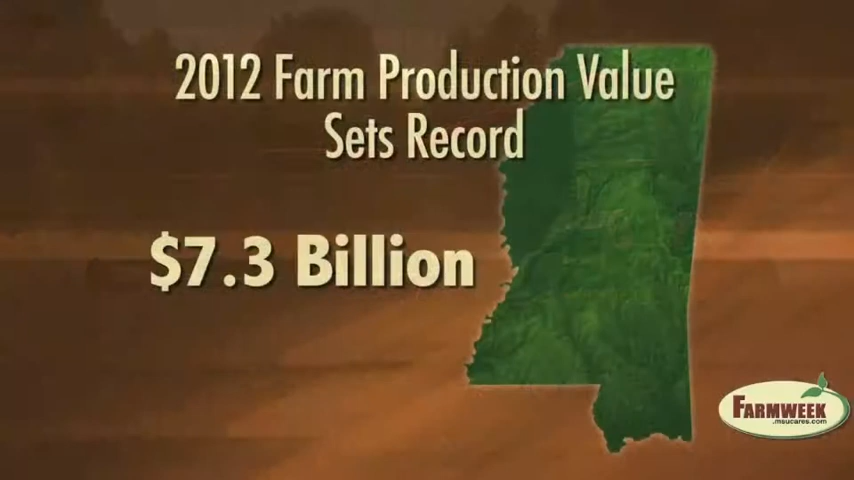 2012 Farm Production Value
Sets Record
$7.3 Billion
FARMWEEK
.msucares.com